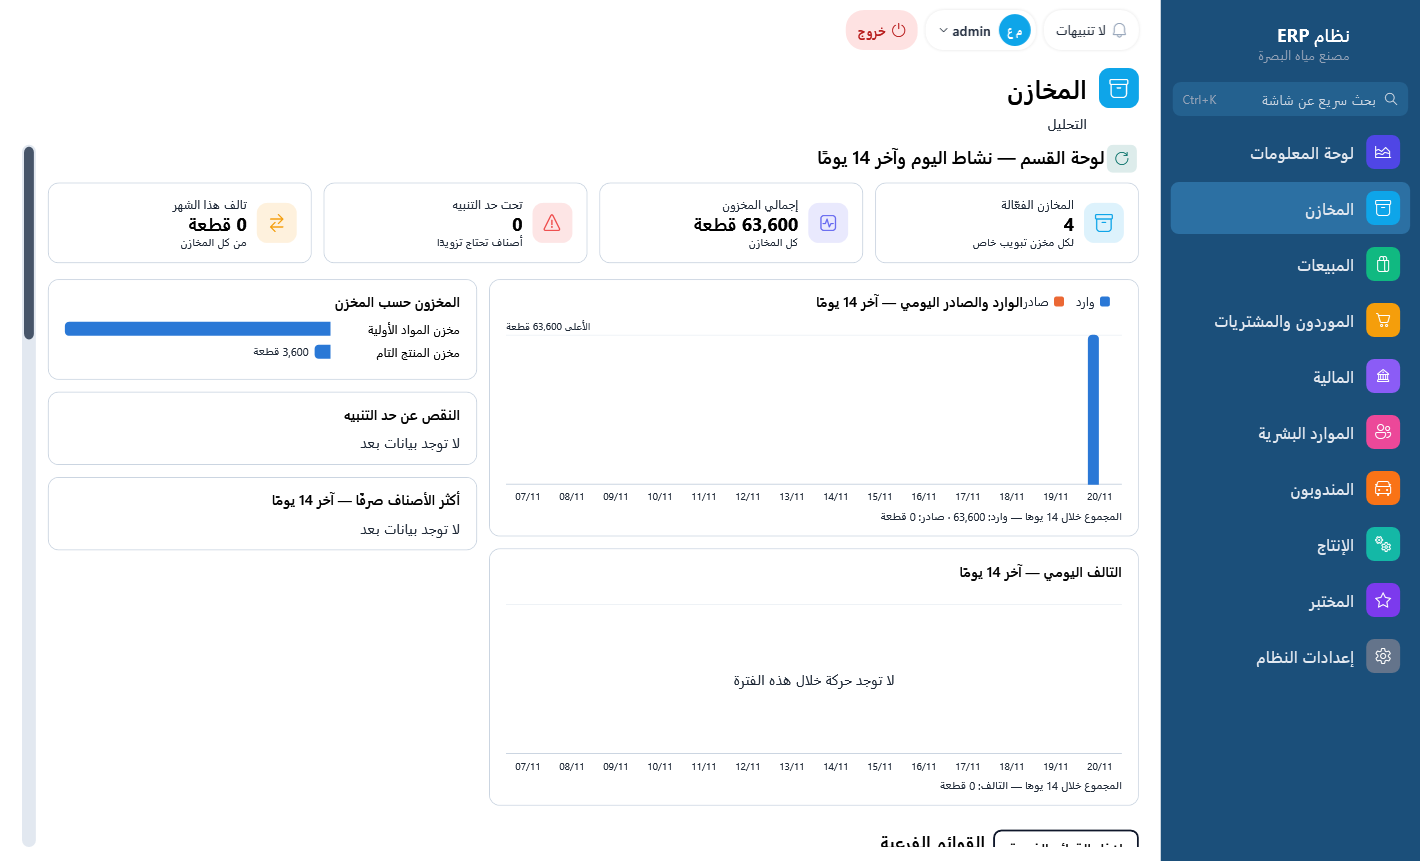 نظام ERP
مصنع مياه البصرة
بحث سريع عن شاشة
Ctrl+K
لوحة المعلومات
المخازن
المبيعات
الموردون والمشتريات
المالية
الموارد البشرية
المندوبون
الإنتاج
المختبر
إعدادات النظام
لا تنبيهات
م ع
admin
خروج
المخازن
التحليل
لوحة القسم — نشاط اليوم وآخر 14 يومًا
المخازن الفعّالة
4
لكل مخزن تبويب خاص
إجمالي المخزون
63,600 قطعة
كل المخازن
تحت حد التنبيه
0
أصناف تحتاج تزويدًا
تالف هذا الشهر
0 قطعة
من كل المخازن
الوارد والصادر اليومي — آخر 14 يومًا
وارد
صادر
الأعلى 63,600 قطعة
07/11 08/11 09/11 10/11 11/11 12/11 13/11 14/11 15/11 16/11 17/11 18/11 19/11 20/11
المجموع خلال 14 يومًا — وارد: 63,600 · صادر: 0 قطعة
التالف اليومي — آخر 14 يومًا
لا توجد حركة خلال هذه الفترة
07/11 08/11 09/11 10/11 11/11 12/11 13/11 14/11 15/11 16/11 17/11 18/11 19/11 20/11
المجموع خلال 14 يومًا — التالف: 0 قطعة
المخزون حسب المخزن
مخزن المواد الأولية
مخزن المنتج التام
3,600 قطعة
النقص عن حد التنبيه
لا توجد بيانات بعد
أكثر الأصناف صرفًا — آخر 14 يومًا
لا توجد بيانات بعد
القوائم الفرعية